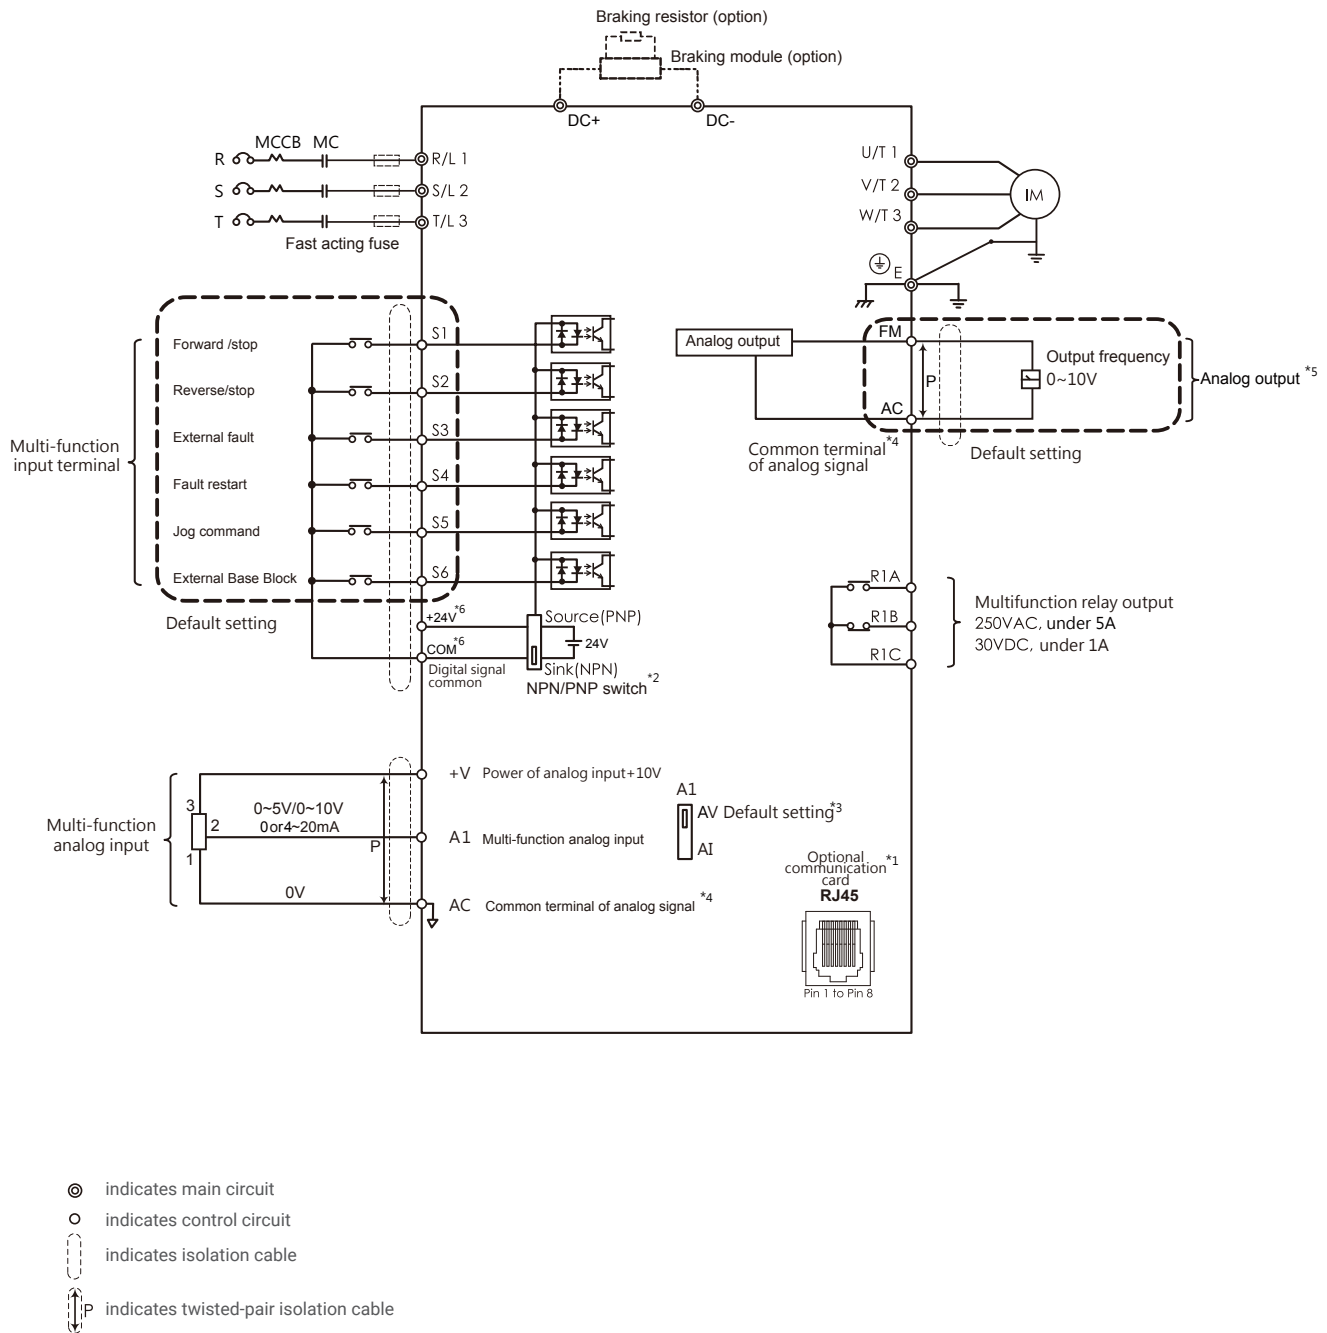 Braking resistor (option)
Braking module (option)
DC+
DC-
MCCB
MC
R
R/L 1
S
S/L 2
T
T/L 3
Fast acting fuse
U/T 1
V/T 2
W/T 3
IM
E
Multi-function
input terminal
Forward /stop
S1
Reverse/stop
S2
External fault
S3
Fault restart
S4
Jog command
S5
External Base Block
S6
Default setting
+24V*6
COM*6
Digital signal
common
Source(PNP)
24V
Sink(NPN)
NPN/PNP switch*2
Analog output
FM
P
AC
Output frequency
0~10V
Analog output *5
Common terminal*4
of analog signal
Default setting
R1A
R1B
R1C
Multifunction relay output
250VAC, under 5A
30VDC, under 1A
Multi-function
analog input
3
2
1
0~5V/0~10V
0or4~20mA
P
0V
+V Power of analog input+10V
A1 Multi-function analog input
AC Common terminal of analog signal *4
A1
AV Default setting*3
AI
Optional
communication*1
card
RJ45
Pin 1 to Pin 8
indicates main circuit
indicates control circuit
indicates isolation cable
P indicates twisted-pair isolation cable